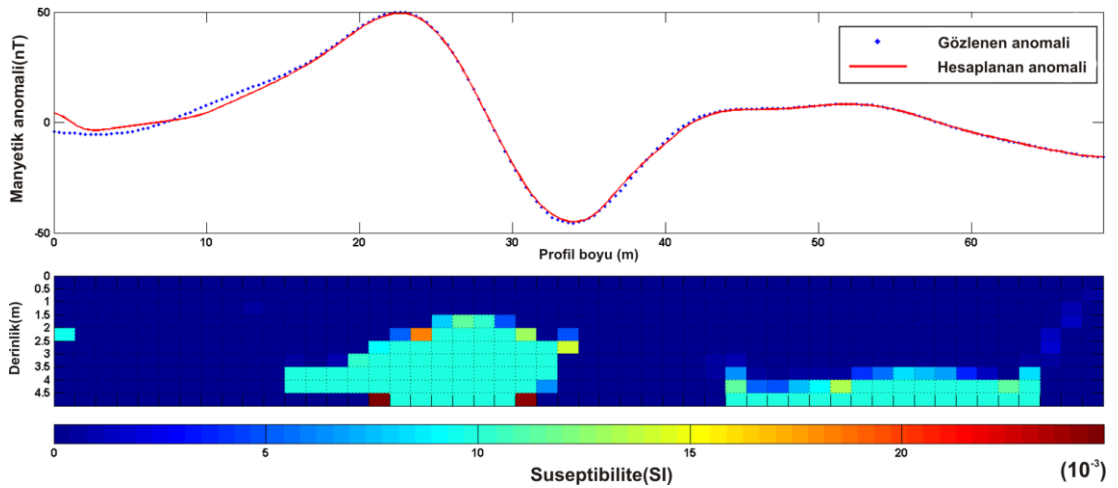 50
0
-50
Manyetik anomali(nT)
Gözlenen anomali
Hesaplanan anomali
0 10 20 30 40 50 60
Profil boyu (m)
0
0.5
1
1.5
2
2.5
3
3.5
4
4.5
Derinlik(m)
0 5 10 15 20
Suseptibilite(SI)
(10⁻³)